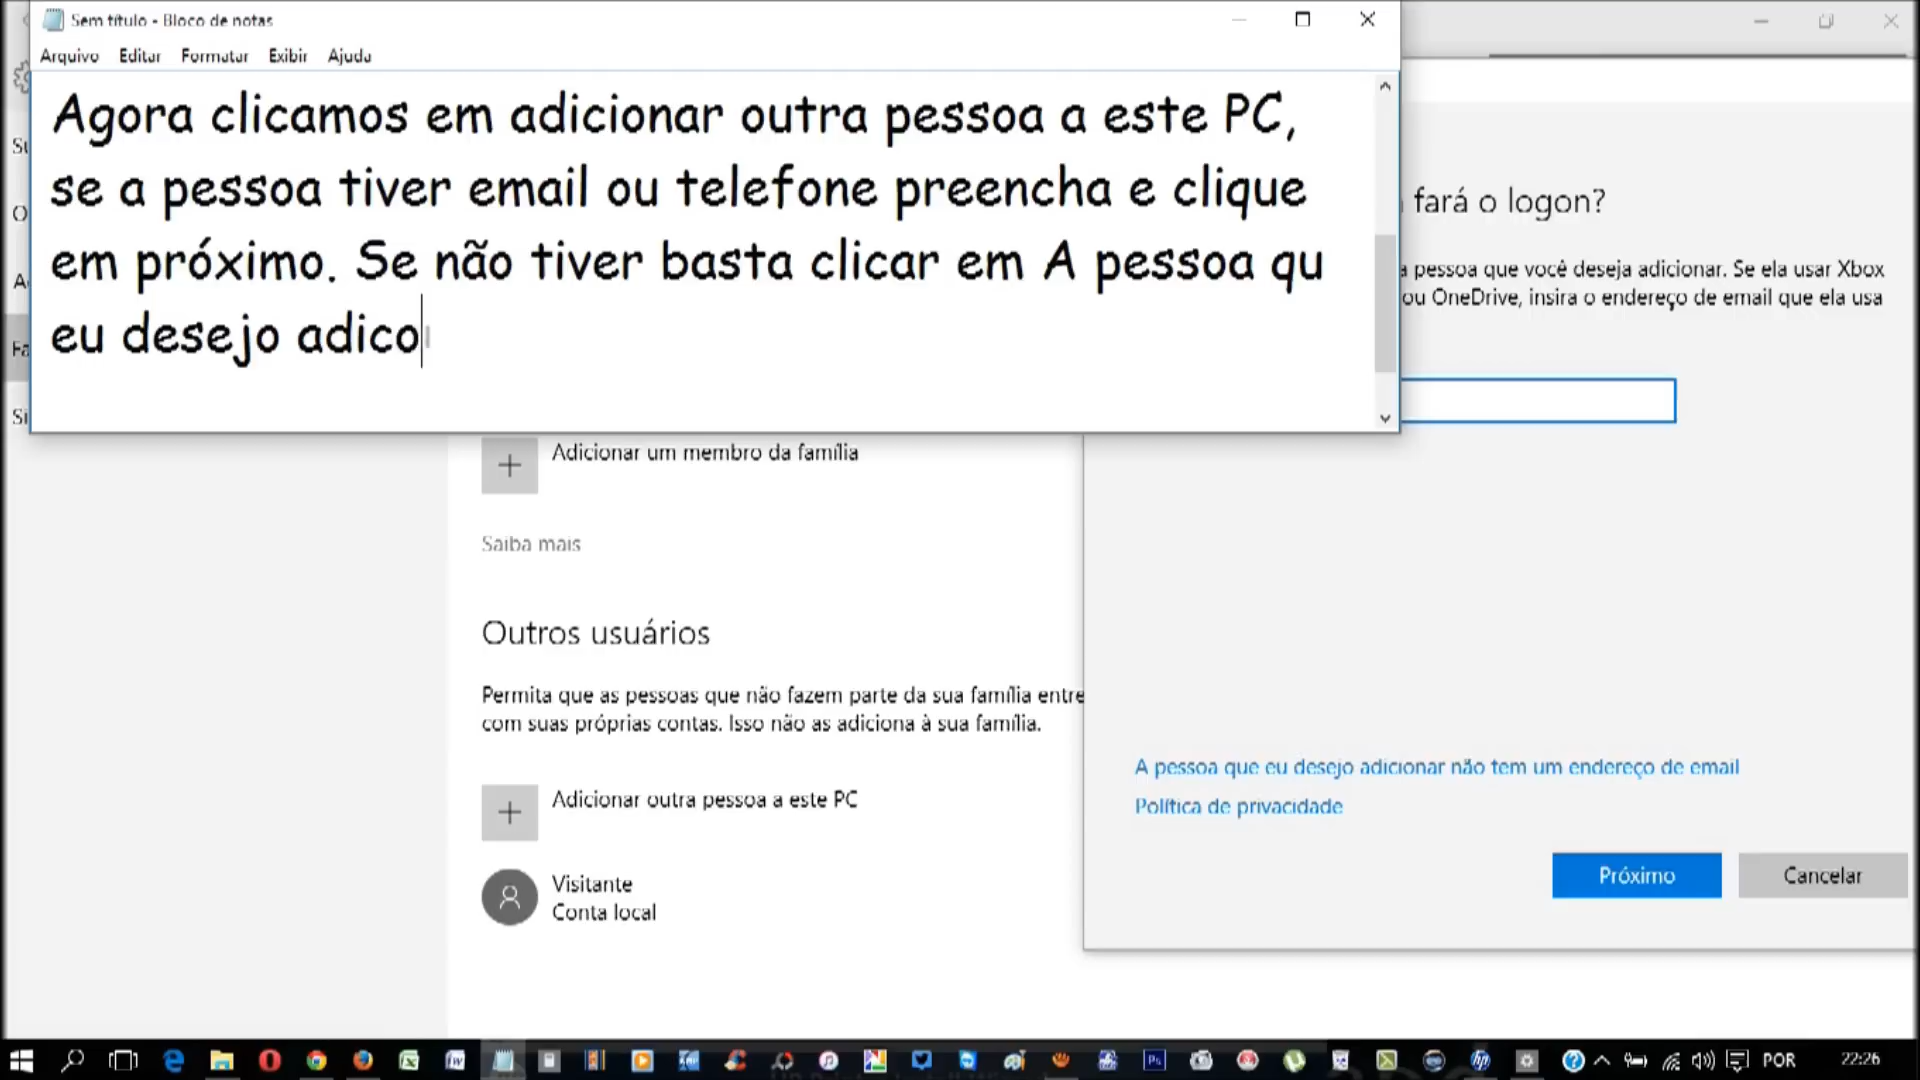 Sem título - Bloco de notas
Arquivo Editar Formatar Exibir Ajuda
Agora clicamos em adicionar outra pessoa a este PC,
se a pessoa tiver email ou telefone preencha e clique
em próximo. Se não tiver basta clicar em A pessoa qu
eu desejo adico
fará o logon?
a pessoa que você deseja adicionar. Se ela usar Xbox
ou OneDrive, insira o endereço de email que ela usa
Adicionar um membro da família
Saiba mais
Outros usuários
Permita que as pessoas que não fazem parte da sua família entre
com suas próprias contas. Isso não as adiciona à sua família.
Adicionar outra pessoa a este PC
Visitante
Conta local
A pessoa que eu desejo adicionar não tem um endereço de email
Política de privacidade
Próximo Cancelar
POR 22:26